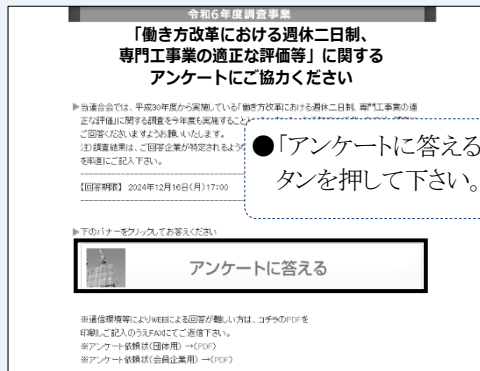 令和6年度調査事業
「働き方改革における週休二日制、
専門工事業の適正な評価等」に関する
アンケートにご協力ください
▶当連合会では、平成30年度から実施している「働き方改革における週休二日制、専門工事業の適
正な評価」に関する調査を今年度も実施すること
ご回答くださいますようお願いいたします。
注)調査結果は、ご回答企業が特定されるよう
を率直にご記入下さい。
【回答期限】 2024年12月16日(月)17:00
●「アンケートに答える
タンを押して下さい。
▶下のバナーをクリックしてお答えください
アンケートに答える
※通信環境等によりWEBによる回答が難しい方は、コチラのPDFを
印刷しご記入のうえFAXにてご返信下さい。
※アンケート依頼状(団体用) →(PDF)
※アンケート依頼状(会員企業用) →(PDF)